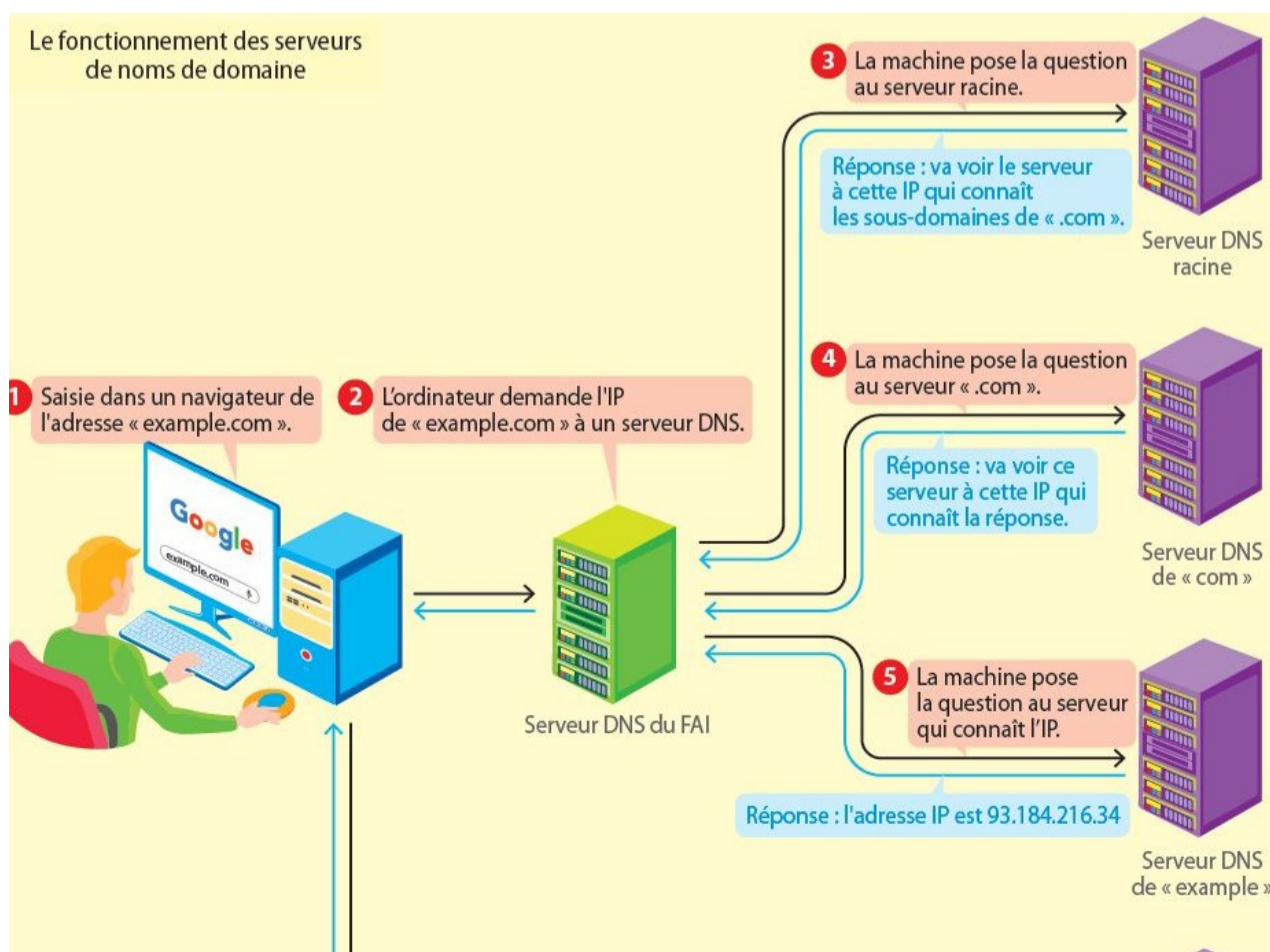 Le fonctionnement des serveurs
de noms de domaine
3 La machine pose la question
au serveur racine.
Réponse : va voir le serveur
à cette IP qui connaît
les sous-domaines de « .com ».
Serveur DNS
racine
4 La machine pose la question
au serveur « .com ».
Réponse : va voir ce
serveur à cette IP qui
connaît la réponse.
Serveur DNS
de « com »
1 Saisie dans un navigateur de
l'adresse « example.com ».
2 L'ordinateur demande l'IP
de « example.com » à un serveur DNS.
Google
example.com
Serveur DNS du FAI
5 La machine pose
la question au serveur
qui connaît l'IP.
Réponse : l'adresse IP est 93.184.216.34
Serveur DNS
de « example »